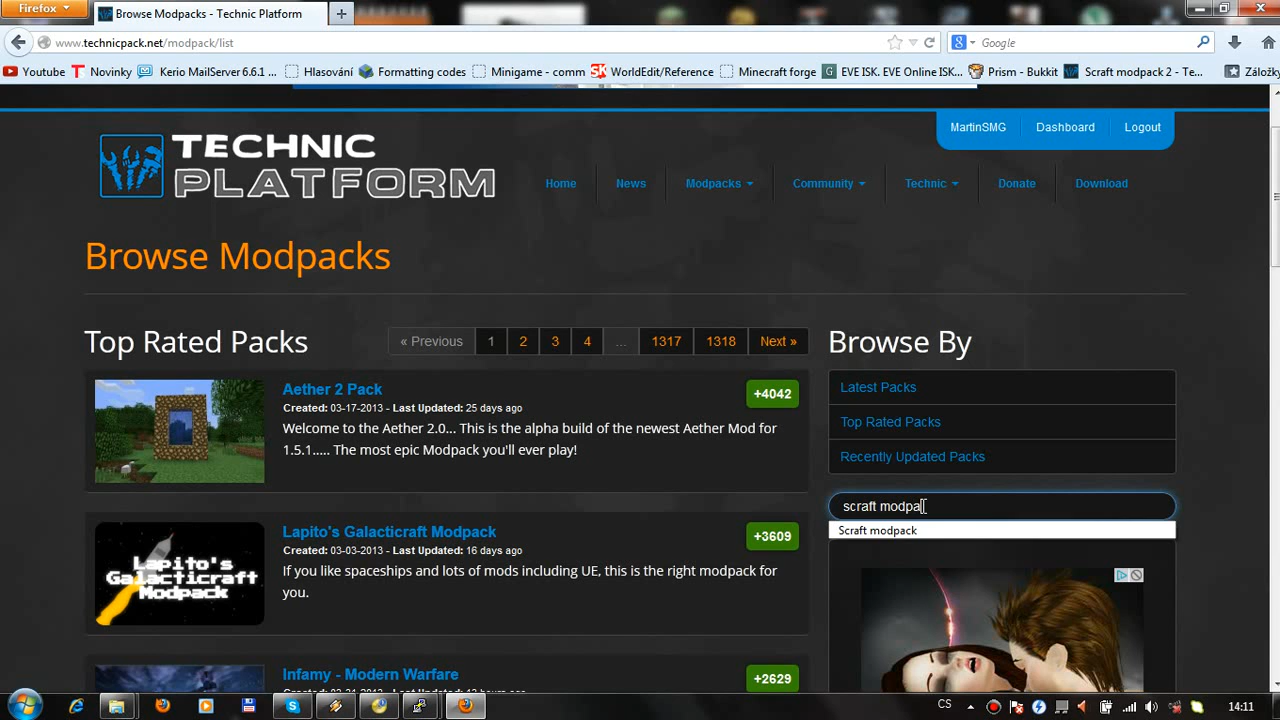 Firefox
Browse Modpacks - Technic Platform
www.technicpack.net/modpack/list
Google
Youtube
Novinky
Kerio MailServer 6.6.1 ...
Hlasování
Formatting codes
Minigame - comm
SK WorldEdit/Reference
Minecraft forge
G EVE ISK. EVE Online ISK...
Prism - Bukkit
Scraft modpack 2 - Te...
Záložky
MartinSMG
Dashboard
Logout
TECHNIC
PLATFORM
Home
News
Modpacks
Community
Technic
Donate
Download
Browse Modpacks
Top Rated Packs
« Previous 1 2 3 4 ... 1317 1318 Next »
Browse By
Aether 2 Pack
+4042
Created: 03-17-2013 - Last Updated: 25 days ago
Welcome to the Aether 2.0... This is the alpha build of the newest Aether Mod for
1.5.1..... The most epic Modpack you'll ever play!
Latest Packs
Top Rated Packs
Recently Updated Packs
scraft modpa
Scraft modpack
Lapito's
Galacticraft
Modpack
Lapito's Galacticraft Modpack
+3609
Created: 03-03-2013 - Last Updated: 16 days ago
If you like spaceships and lots of mods including UE, this is the right modpack for
you.
Infamy - Modern Warfare
+2629
CS
14:11